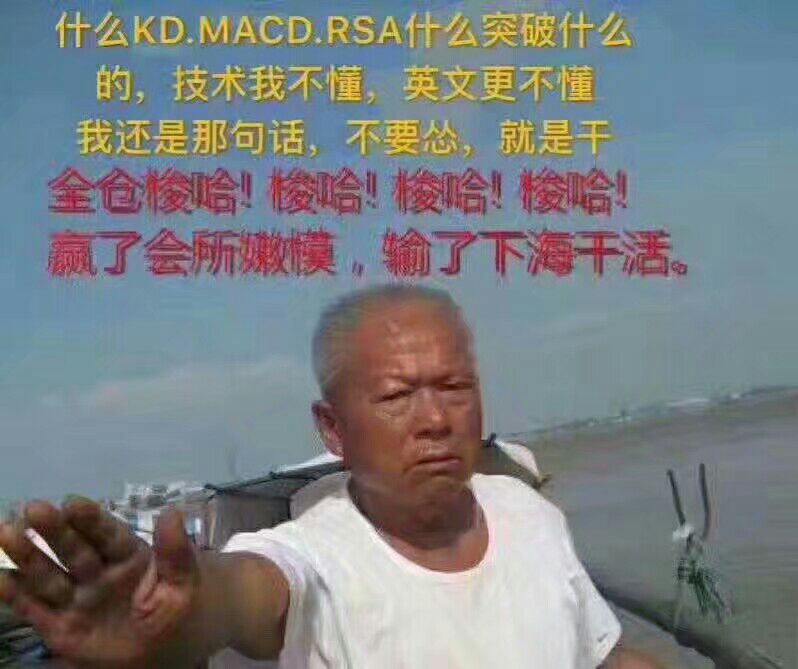 什么KD.MACD.RSA什么突破什么
的，技术我不懂，英文更不懂
我还是那句话，不要怂，就是干
全仓梭哈！梭哈！梭哈！梭哈！
赢了会所嫩模，输了下海干活。